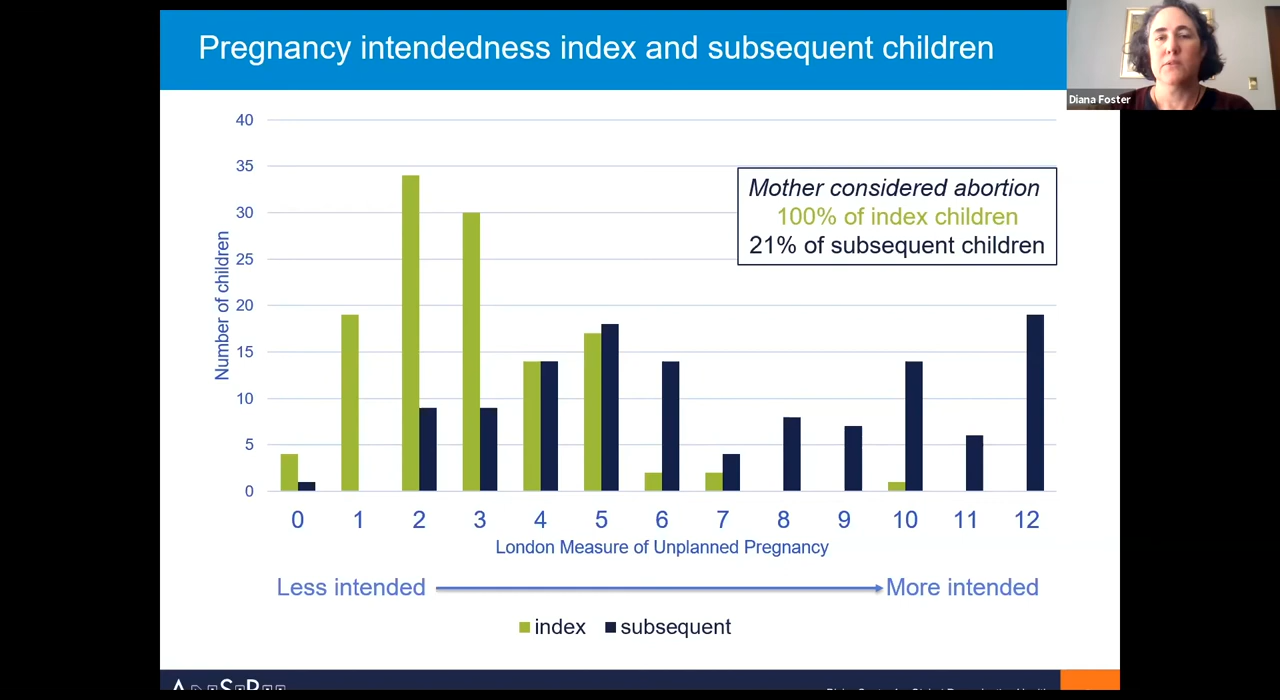 Pregnancy intendedness index and subsequent children
Diana Foster
40
35
30
25
20
15
10
5
0
Number of children
Mother considered abortion
100% of index children
21% of subsequent children
0 1 2 3 4 5 6 7 8 9 10 11 12
London Measure of Unplanned Pregnancy
Less intended More intended
index subsequent